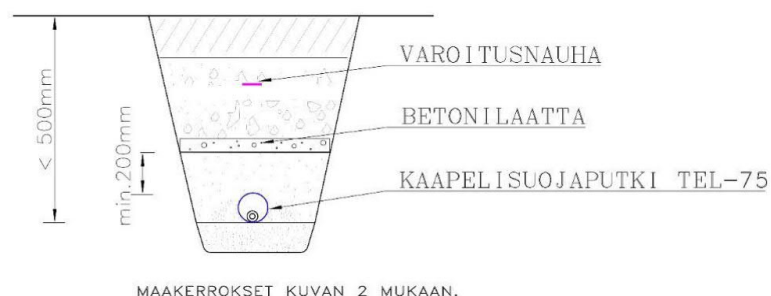 VAROITUSNAUHA
< 500mm
BETONILAATTA
min.200mm
KAAPELISUOJAPUTKI TEL-75
MAAKERROKSET KUVAN 2 MUKAAN.